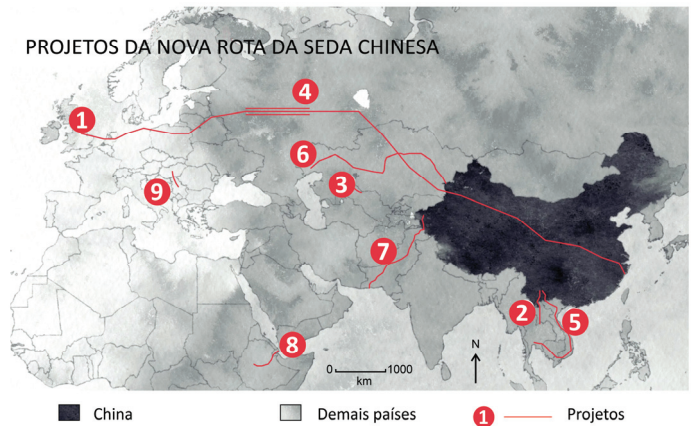 PROJETOS DA NOVA ROTA DA SEDA CHINESA
4
1
6
3
9
7
2
5
8
N
0 1000
km
China
Demais países
1 Projetos